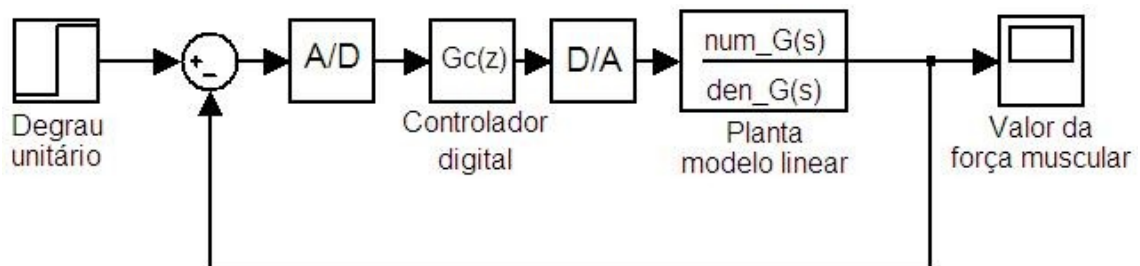 Degrau
unitário
+
-
A/D
Gc(z)
Controlador
digital
D/A
num_G(s)
den_G(s)
Planta
modelo linear
Valor da
força muscular